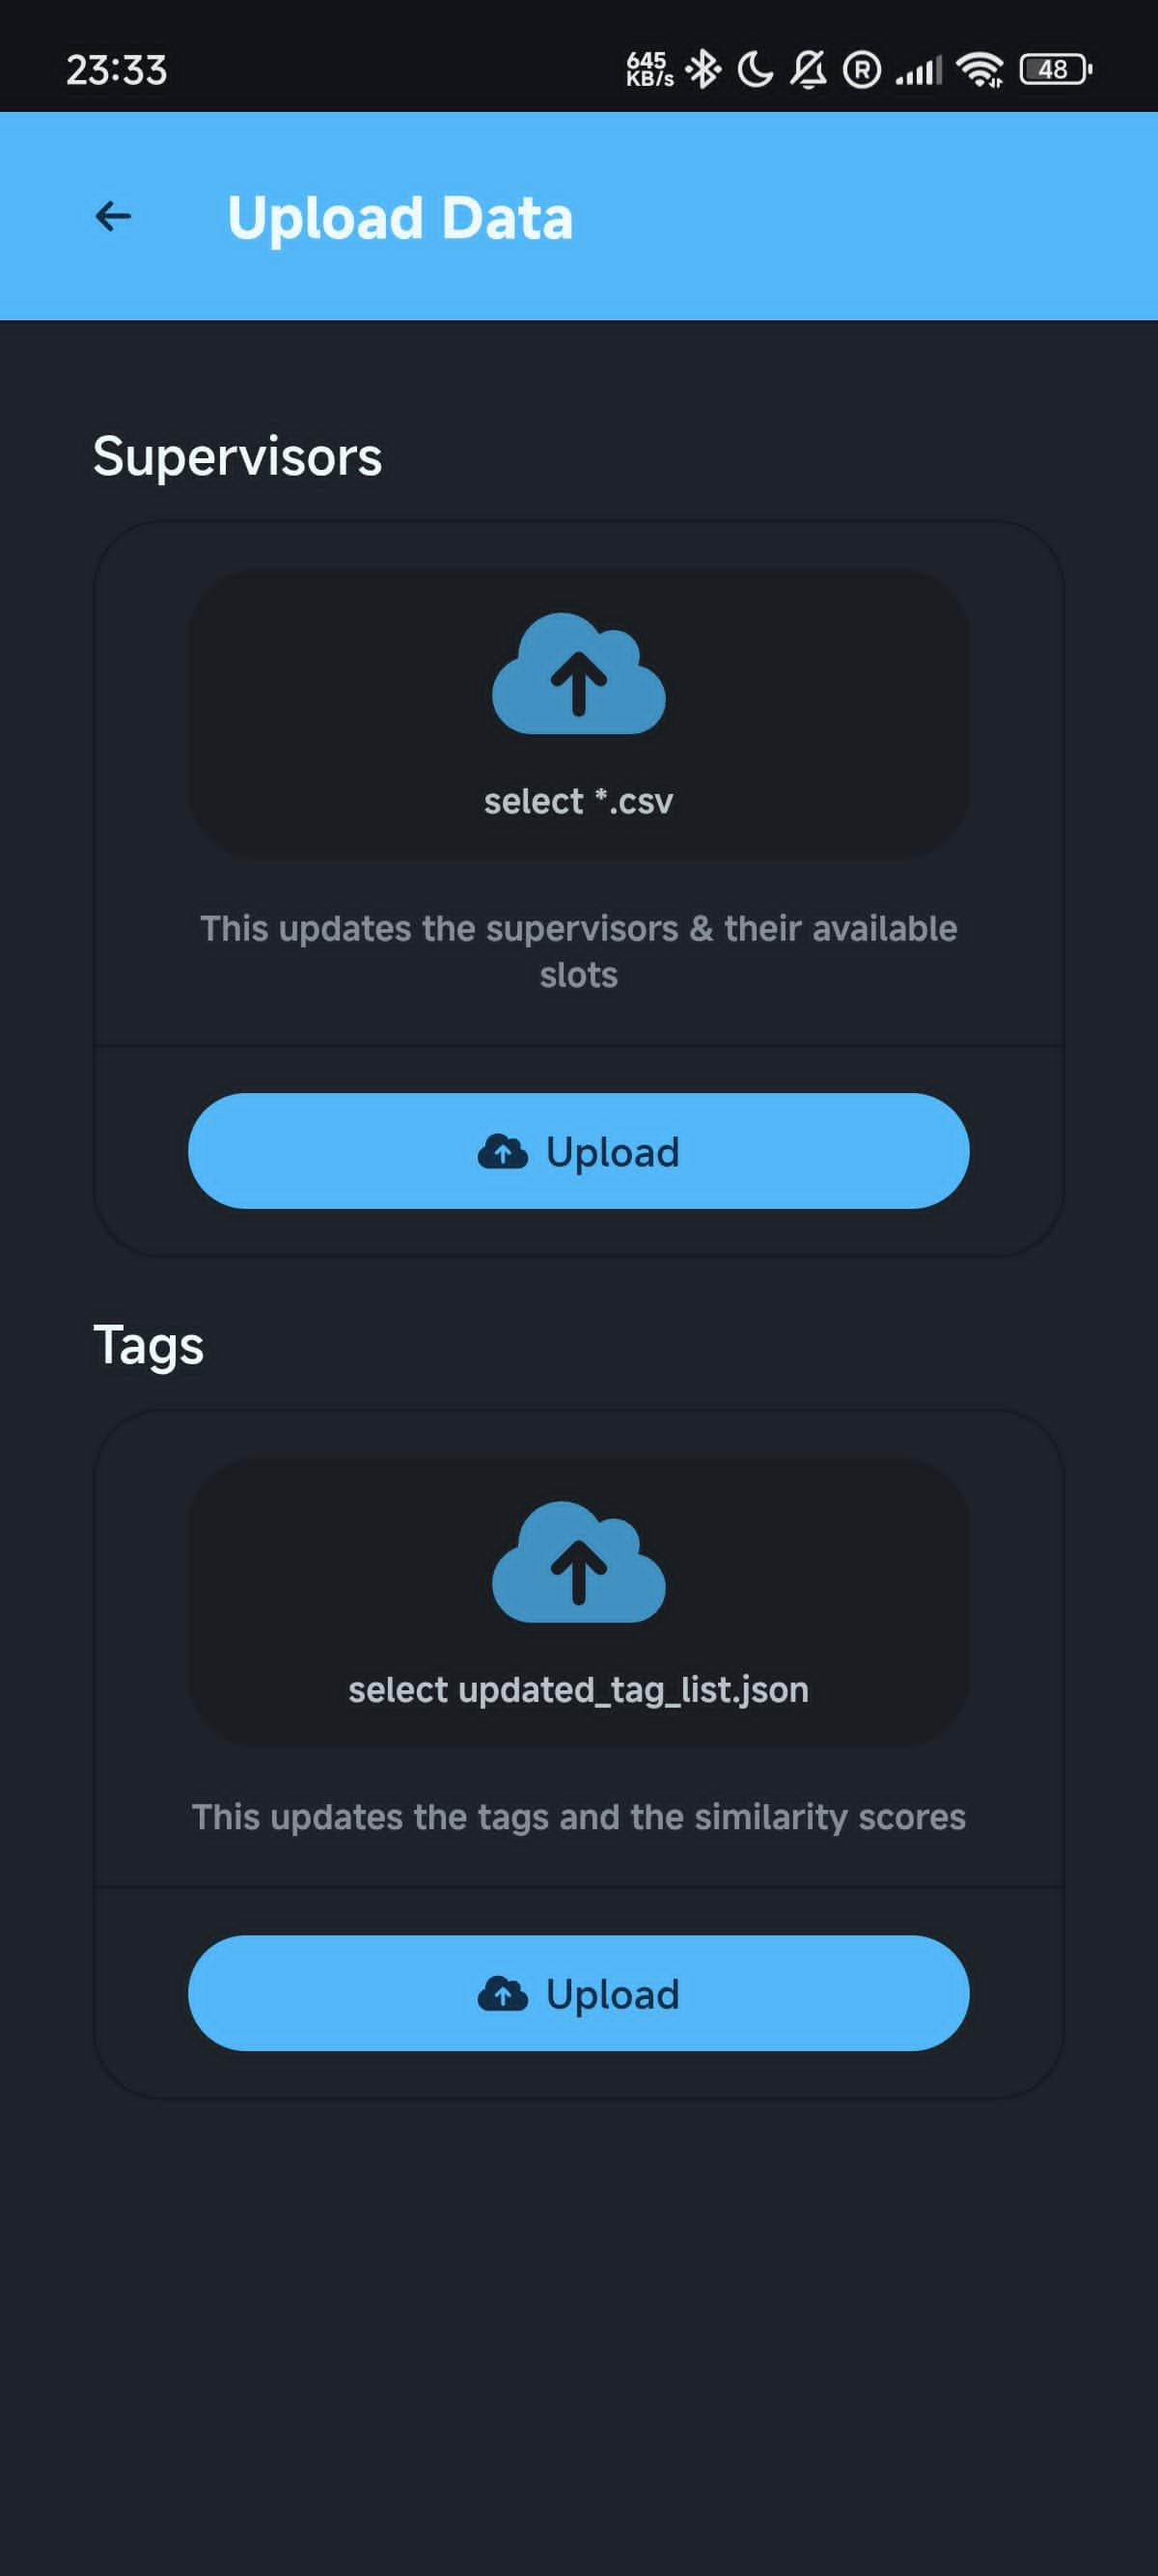 23:33
645
KB/s
R
48
Upload Data
Supervisors
select *.csv
This updates the supervisors & their available
slots
Upload
Tags
select updated_tag_list.json
This updates the tags and the similarity scores
Upload